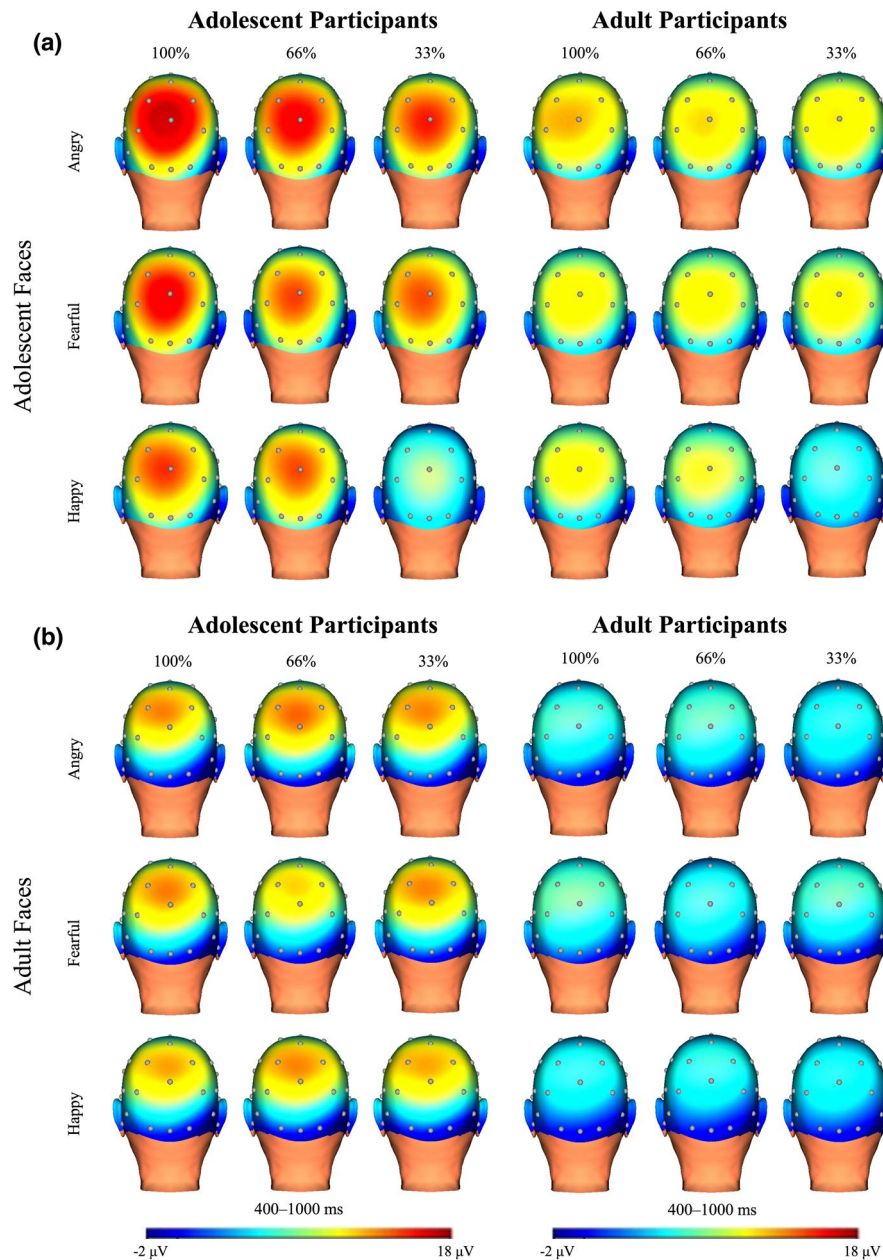 (a)
Adolescent Participants
Adult Participants
100%
66%
33%
100%
66%
33%
Adolescent Faces
Angry
Fearful
Happy
(b)
Adolescent Participants
Adult Participants
100%
66%
33%
100%
66%
33%
Adult Faces
Angry
Fearful
Happy
400–1000 ms
400–1000 ms
-2 µV
18 µV
-2 µV
18 µV